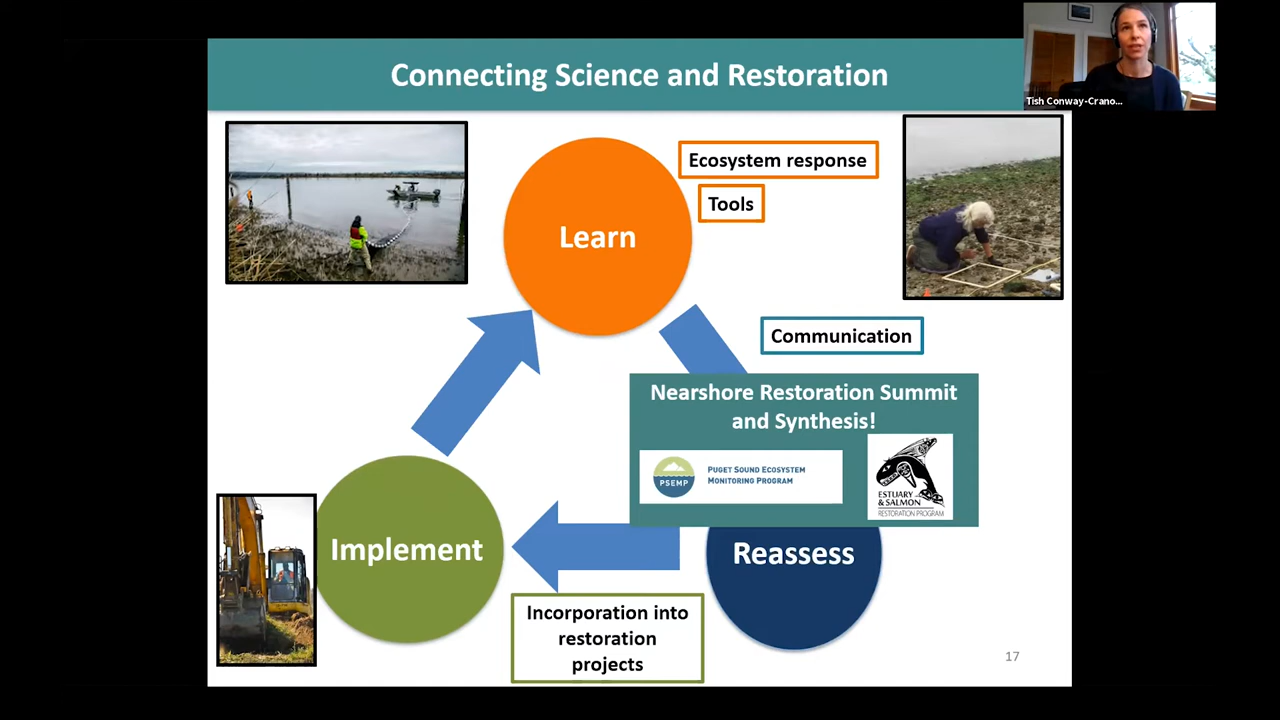 Connecting Science and Restoration
Tish Conway-Crano...
Ecosystem response
Tools
Learn
Communication
Nearshore Restoration Summit
and Synthesis!
PSEMP
PUGET SOUND ECOSYSTEM
MONITORING PROGRAM
ESTUARY
& SALMON
RESTORATION PROGRAM
Implement
Reassess
Incorporation into
restoration
projects
17